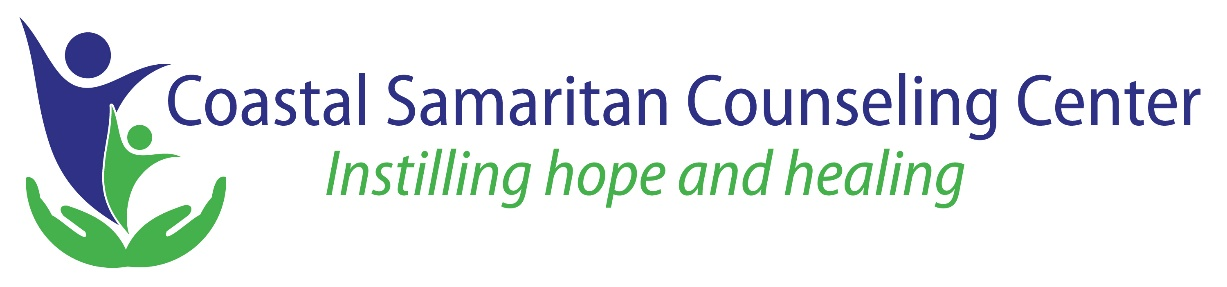 Coastal Samaritan Counseling Center
Instilling hope and healing